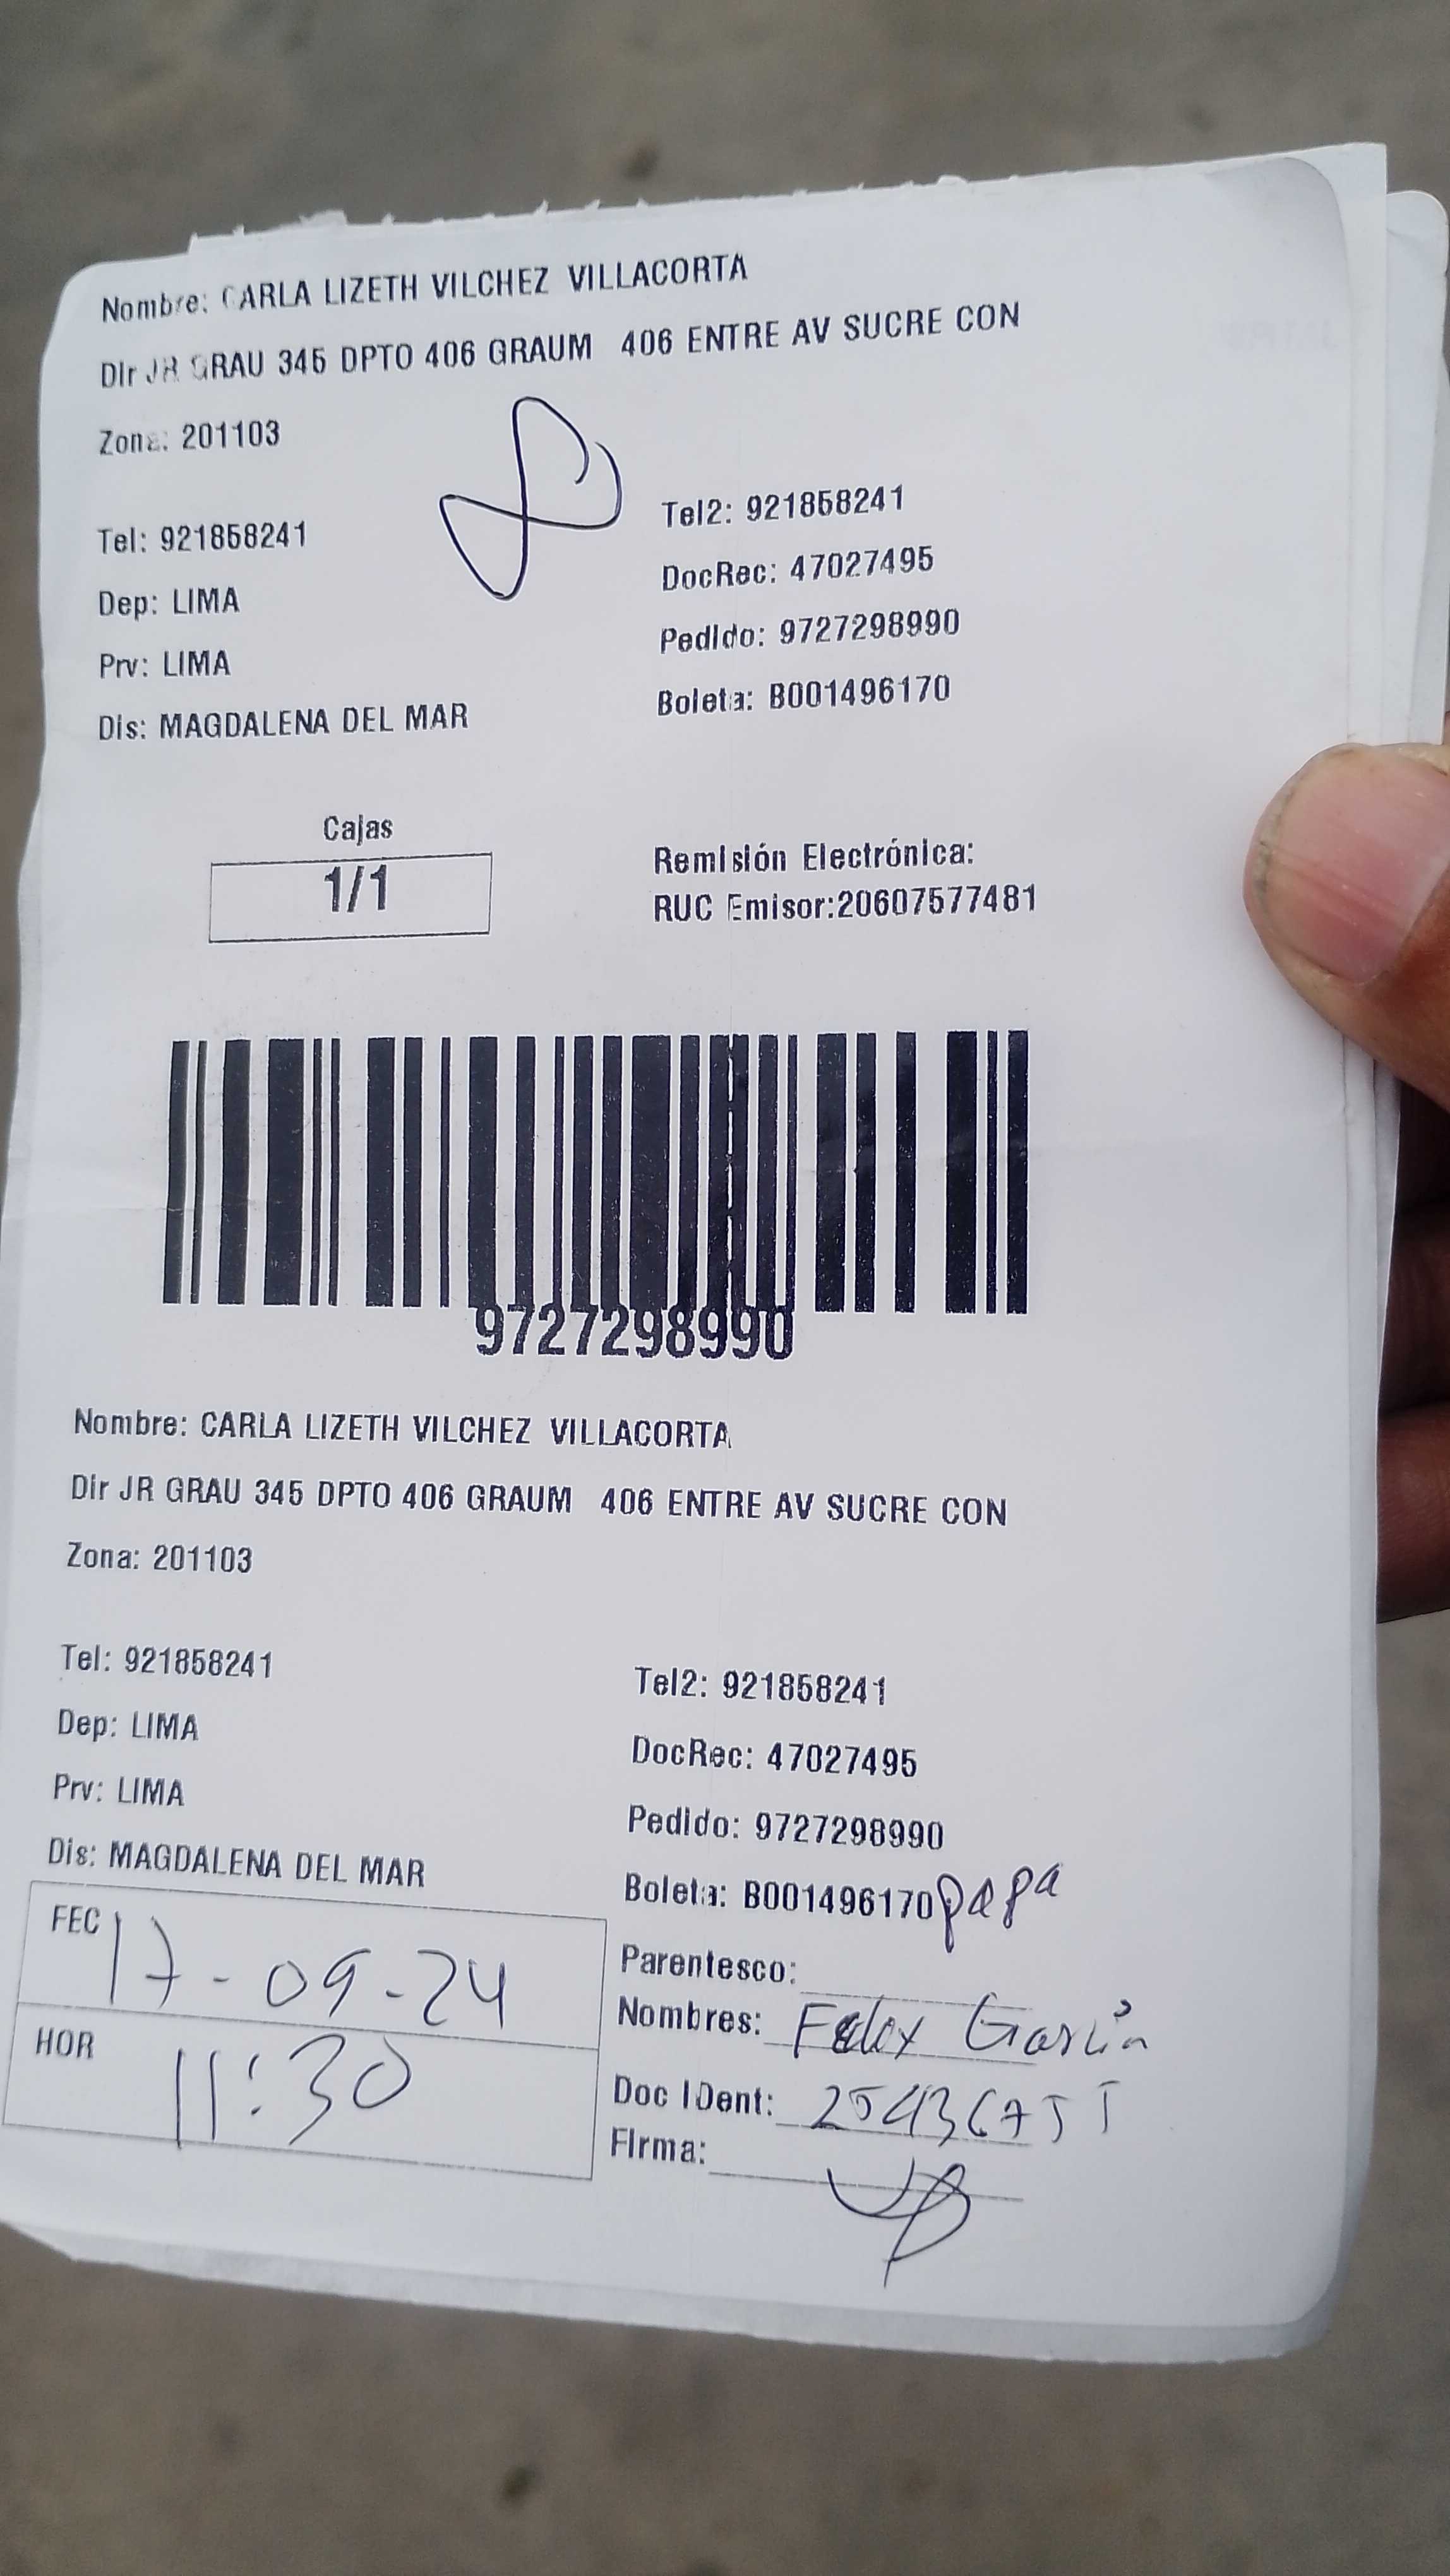 Nombre: CARLA LIZETH VILCHEZ VILLACORTA
Dir JR GRAU 345 DPTO 406 GRAUM 406 ENTRE AV SUCRE CON
Zona: 201103
Tel: 921858241 Tel2: 921858241
Dep: LIMA DocRec: 47027495
Prv: LIMA Pedido: 9727298990
Dis: MAGDALENA DEL MAR Boleta: B001496170
Cajas
1/1
Remisión Electrónica:
RUC Emisor:20607577481
9727298990
Nombre: CARLA LIZETH VILCHEZ VILLACORTA
Dir JR GRAU 345 DPTO 406 GRAUM 406 ENTRE AV SUCRE CON
Zona: 201103
Tel: 921858241 Tel2: 921858241
Dep: LIMA DocRec: 47027495
Prv: LIMA Pedido: 9727298990
Dis: MAGDALENA DEL MAR Boleta: B001496170
FEC 17-09-24
HOR 11:30
Parentesco: papa
Nombres: Felix
Doc IDent:
Firma: